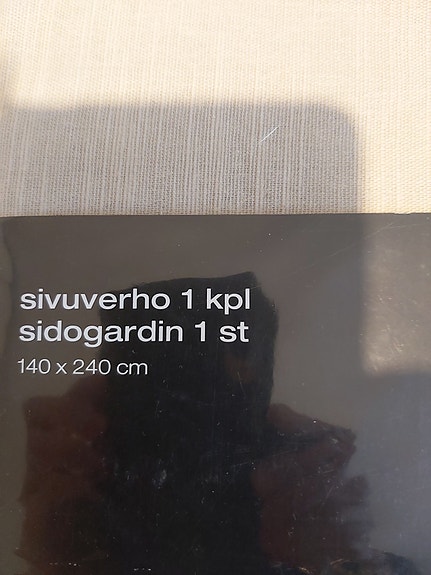 sivuverho 1 kpl
sidogardin 1 st
140 x 240 cm